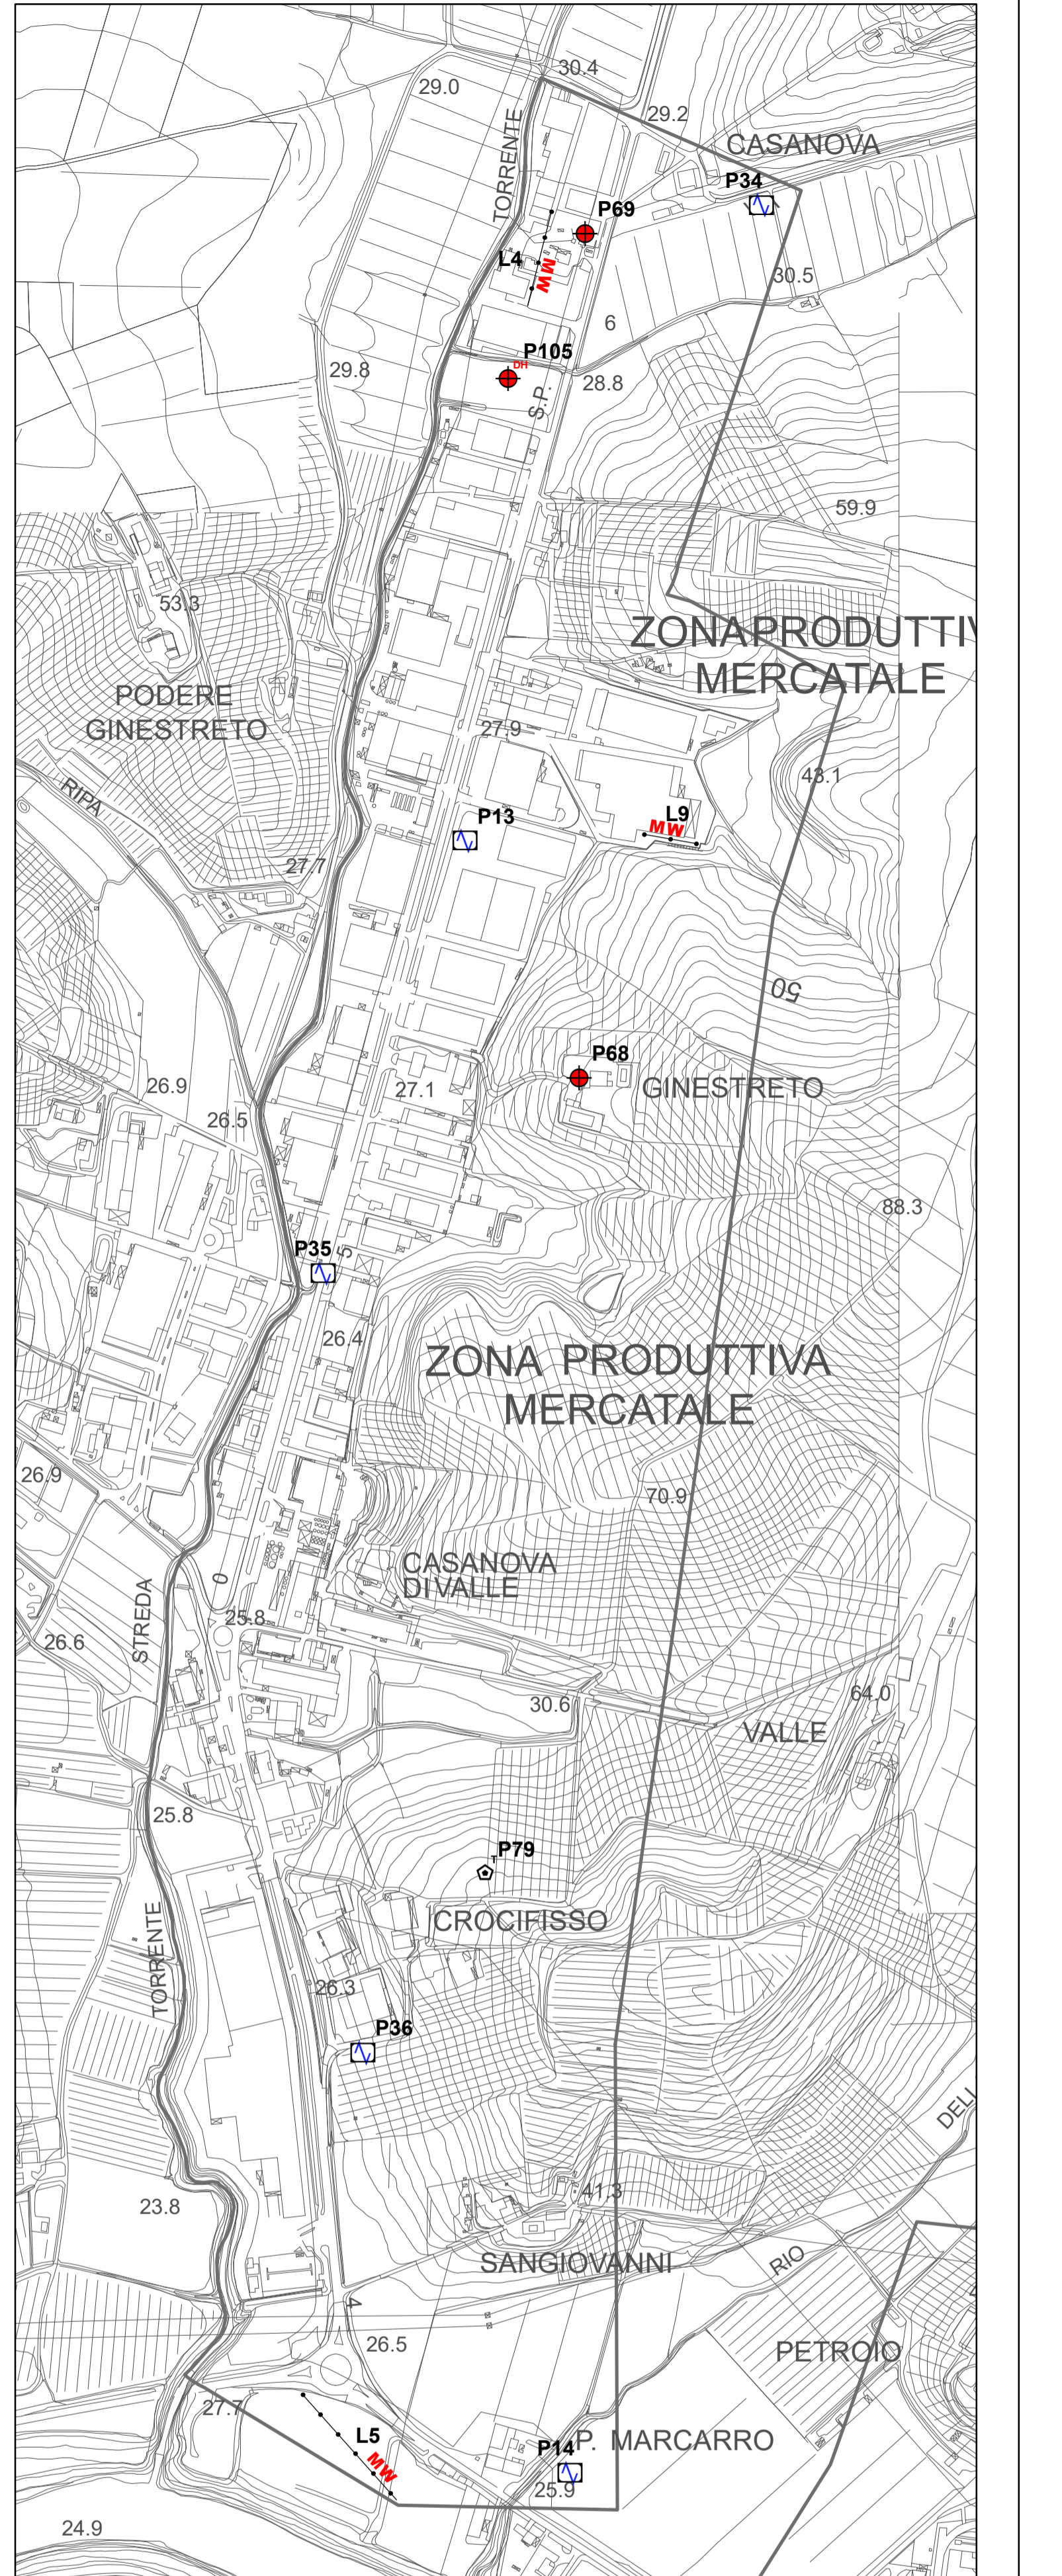 30.4
29.0
29.2
TORRENTE
CASANOVA
P34
P69
L4
MW
30.5
6
P105
DH
29.8
28.8
S.P.
59.9
53.3
ZONAPRODUTTIV
MERCATALE
PODERE
GINESTRETO
27.9
43.1
RIPA
P13
L9
MW
27.7
50
P68
26.9
27.1
GINESTRETO
26.5
88.3
P35
5
26.4
ZONA PRODUTTIVA
MERCATALE
26.9
70.9
CASANOVA
DIVALLE
0
STREDA
25.8
26.6
64.0
30.6
VALLE
25.8
P79
T
CROCIFISSO
TORRENTE
26.3
P36
DELL
41.3
23.8
SANGIOVANNI
RIO
4
26.5
PETROIO
27.7
L5
MW
P14
P. MARCARRO
25.9
24.9